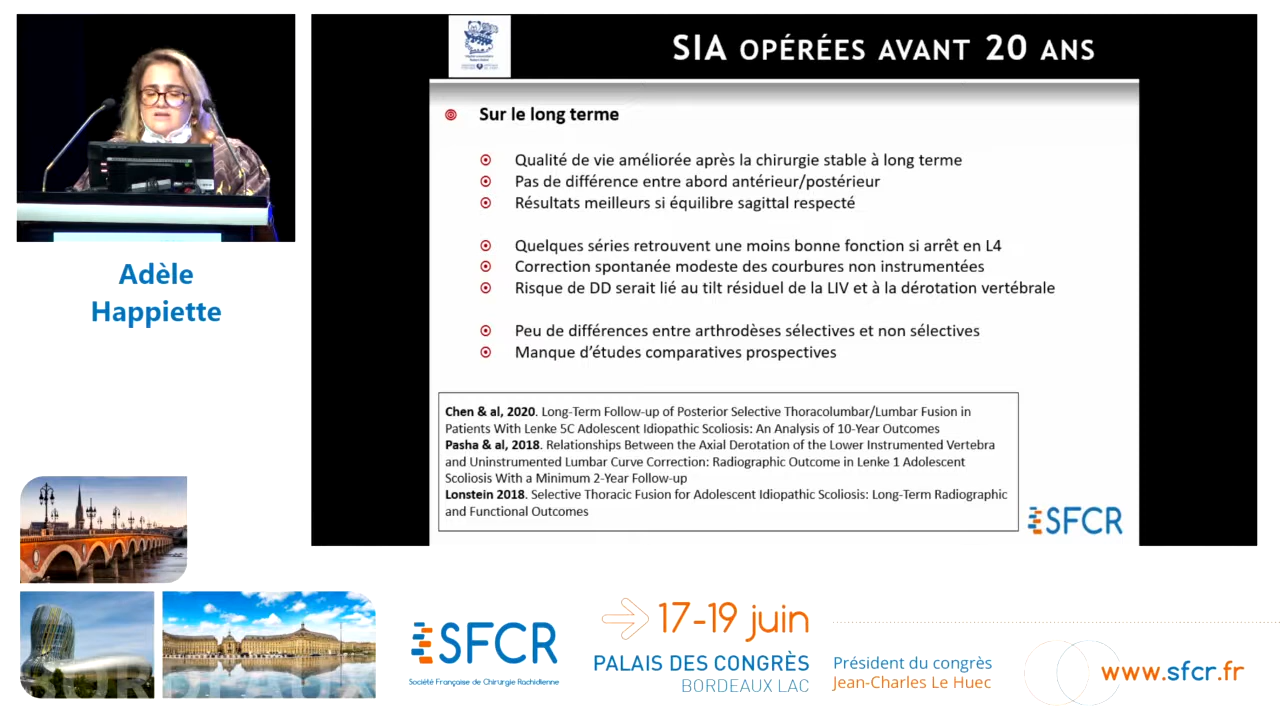 SIA OPÉRÉES AVANT 20 ANS
Sur le long terme
Qualité de vie améliorée après la chirurgie stable à long terme
Pas de différence entre abord antérieur/postérieur
Résultats meilleurs si équilibre sagittal respecté
Quelques séries retrouvent une moins bonne fonction si arrêt en L4
Correction spontanée modeste des courbures non instrumentées
Risque de DD serait lié au tilt résiduel de la LIV et à la dérotation vertébrale
Peu de différences entre arthrodèses sélectives et non sélectives
Manque d'études comparatives prospectives
Chen & al, 2020. Long-Term Follow-up of Posterior Selective Thoracolumbar/Lumbar Fusion in
Patients With Lenke 5C Adolescent Idiopathic Scoliosis: An Analysis of 10-Year Outcomes
Pasha & al, 2018. Relationships Between the Axial Derotation of the Lower Instrumented Vertebra
and Uninstrumented Lumbar Curve Correction: Radiographic Outcome in Lenke 1 Adolescent
Scoliosis With a Minimum 2-Year Follow-up
Lonstein 2018. Selective Thoracic Fusion for Adolescent Idiopathic Scoliosis: Long-Term Radiographic
and Functional Outcomes
SFCR
Adèle
Happiette
BORDEAUX
SFCR
Société Française de Chirurgie Rachidienne
17-19 juin
PALAIS DES CONGRÈS
BORDEAUX LAC
Président du congrès
Jean-Charles Le Huec
www.sfcr.fr